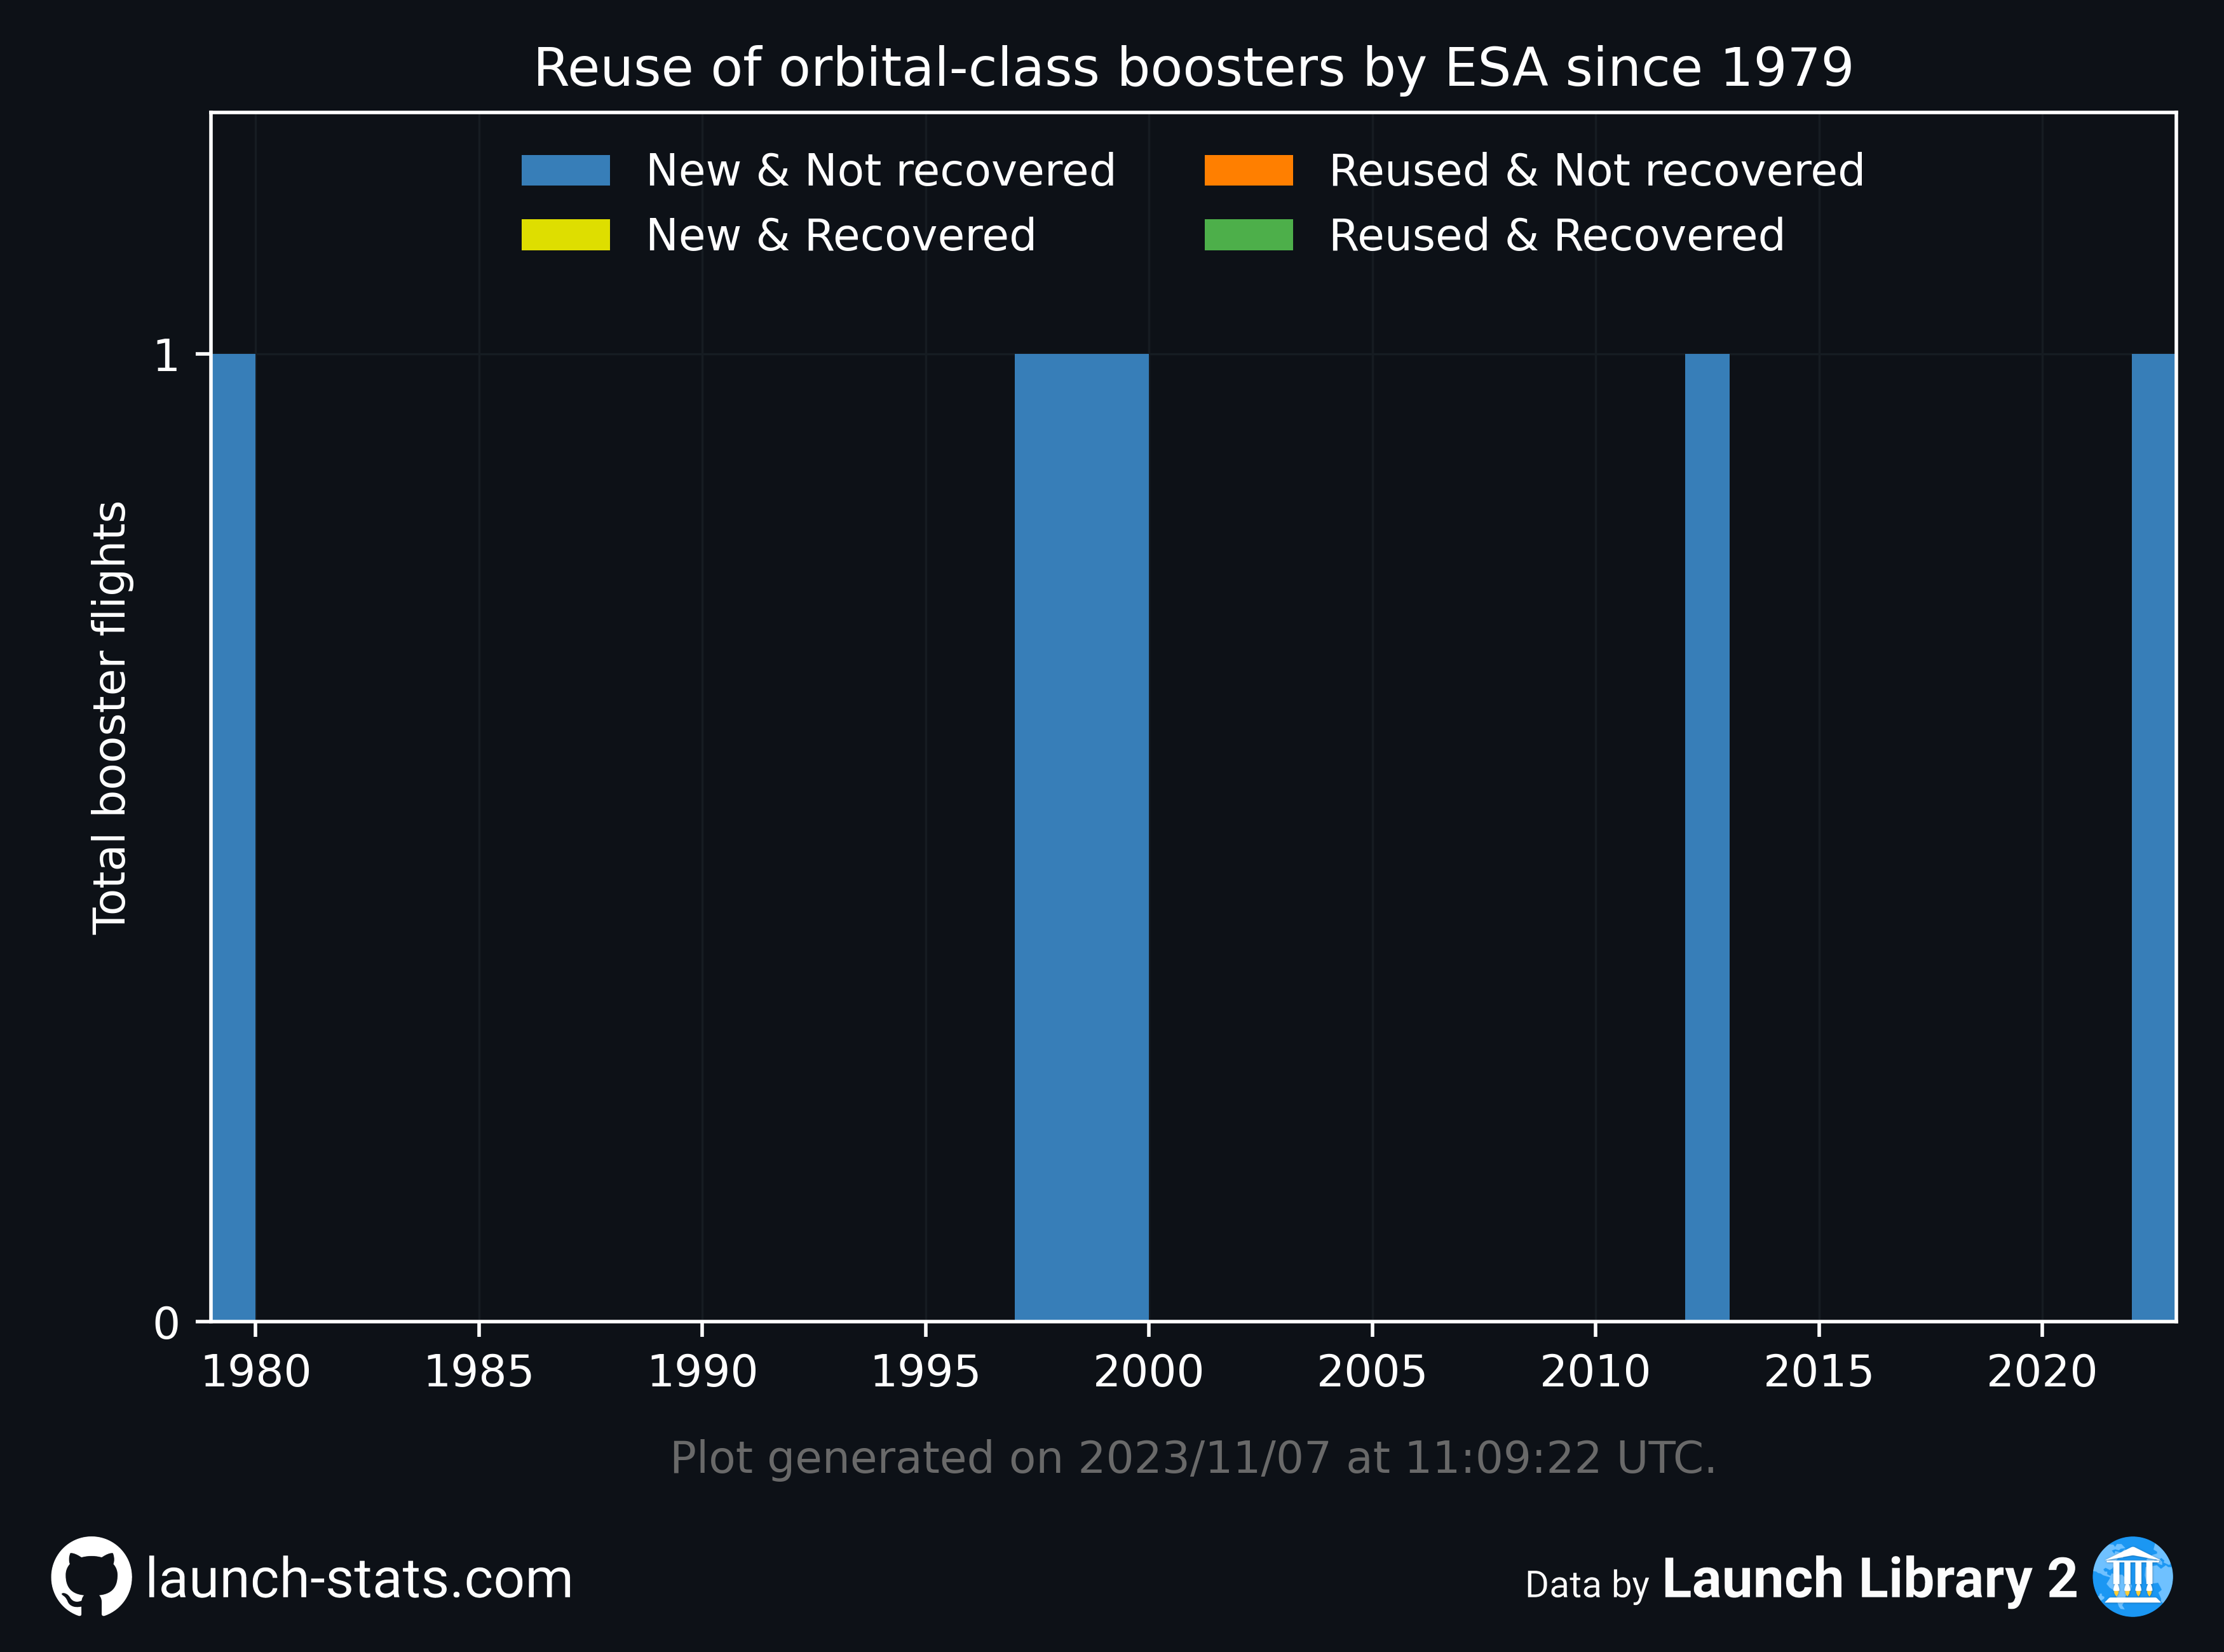 Reuse of orbital-class boosters by ESA since 1979
New & Not recovered
New & Recovered
Reused & Not recovered
Reused & Recovered
Total booster flights
1
0
1980 1985 1990 1995 2000 2005 2010 2015 2020
Plot generated on 2023/11/07 at 11:09:22 UTC.
launch-stats.com
Data by Launch Library 2